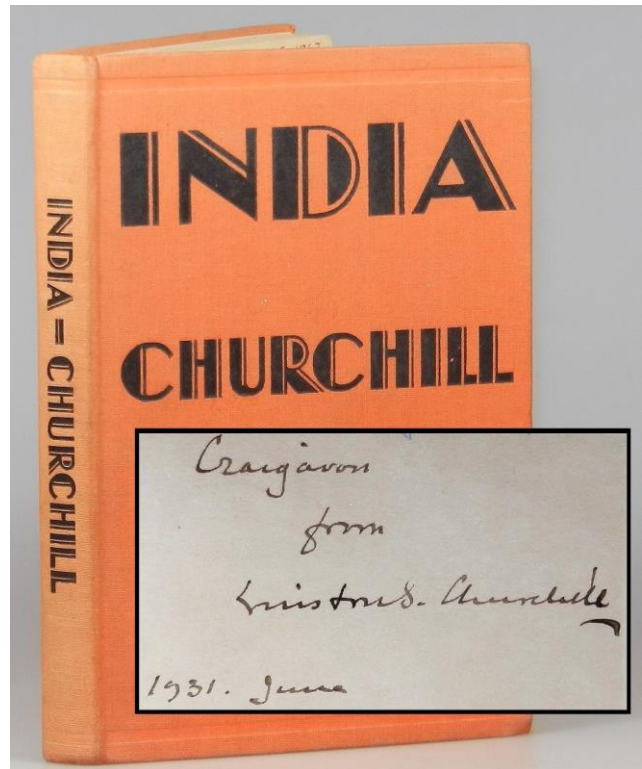 INDIA
CHURCHILL
INDIA = CHURCHILL
Craigavon
from
Winston S. Churchill
1931. June